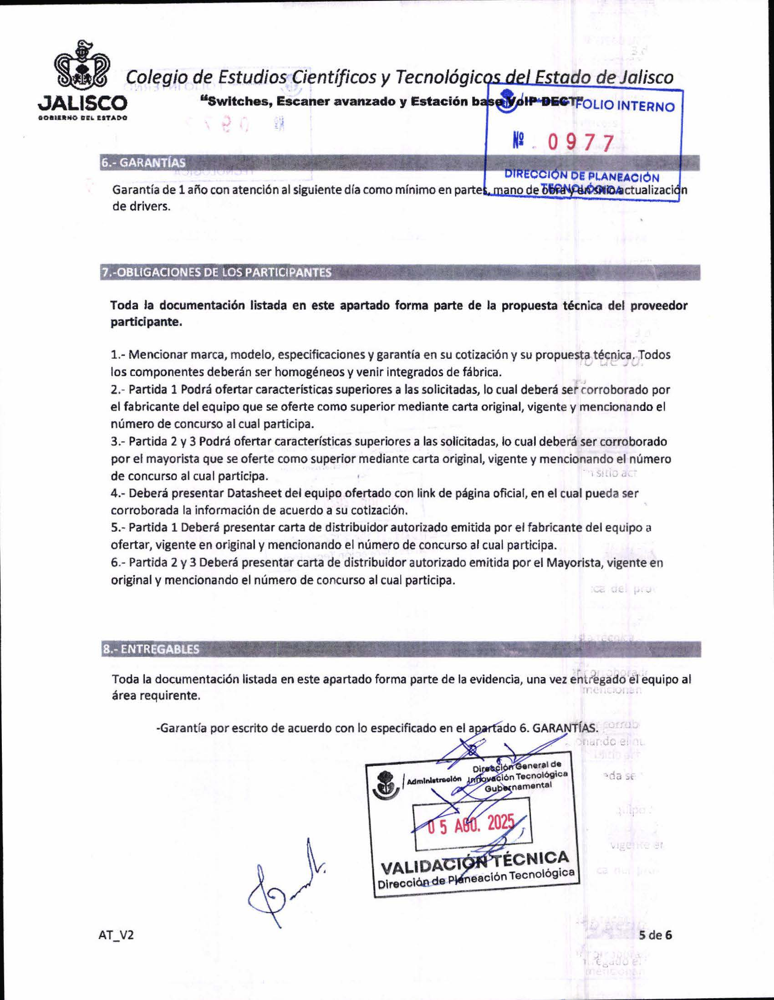 Colegio de Estudios Científicos y Tecnológicos del Estado de Jalisco
JALISCO
GOBIERNO DEL ESTADO
“Switches, Escaner avanzado y Estación base VoIP DECT”
FOLIO INTERNO
Nº 0977
DIRECCIÓN DE PLANEACIÓN
TECNOLÓGICA
6.- GARANTÍAS
Garantía de 1 año con atención al siguiente día como mínimo en partes, mano de obra y en sitio actualización
de drivers.
7.-OBLIGACIONES DE LOS PARTICIPANTES
Toda la documentación listada en este apartado forma parte de la propuesta técnica del proveedor
participante.
1.- Mencionar marca, modelo, especificaciones y garantía en su cotización y su propuesta técnica. Todos
los componentes deberán ser homogéneos y venir integrados de fábrica.
2.- Partida 1 Podrá ofertar características superiores a las solicitadas, lo cual deberá ser corroborado por
el fabricante del equipo que se oferte como superior mediante carta original, vigente y mencionando el
número de concurso al cual participa.
3.- Partida 2 y 3 Podrá ofertar características superiores a las solicitadas, lo cual deberá ser corroborado
por el mayorista que se oferte como superior mediante carta original, vigente y mencionando el número
de concurso al cual participa.
4.- Deberá presentar Datasheet del equipo ofertado con link de página oficial, en el cual pueda ser
corroborada la información de acuerdo a su cotización.
5.- Partida 1 Deberá presentar carta de distribuidor autorizado emitida por el fabricante del equipo a
ofertar, vigente en original y mencionando el número de concurso al cual participa.
6.- Partida 2 y 3 Deberá presentar carta de distribuidor autorizado emitida por el Mayorista, vigente en
original y mencionando el número de concurso al cual participa.
8.- ENTREGABLES
Toda la documentación listada en este apartado forma parte de la evidencia, una vez entregado el equipo al
área requirente.
-Garantía por escrito de acuerdo con lo especificado en el apartado 6. GARANTÍAS.
Administración
Dirección General de
Innovación Tecnológica
Gubernamental
05 AGO. 2025
VALIDACIÓN TÉCNICA
Dirección de Planeación Tecnológica
AT_V2
5 de 6